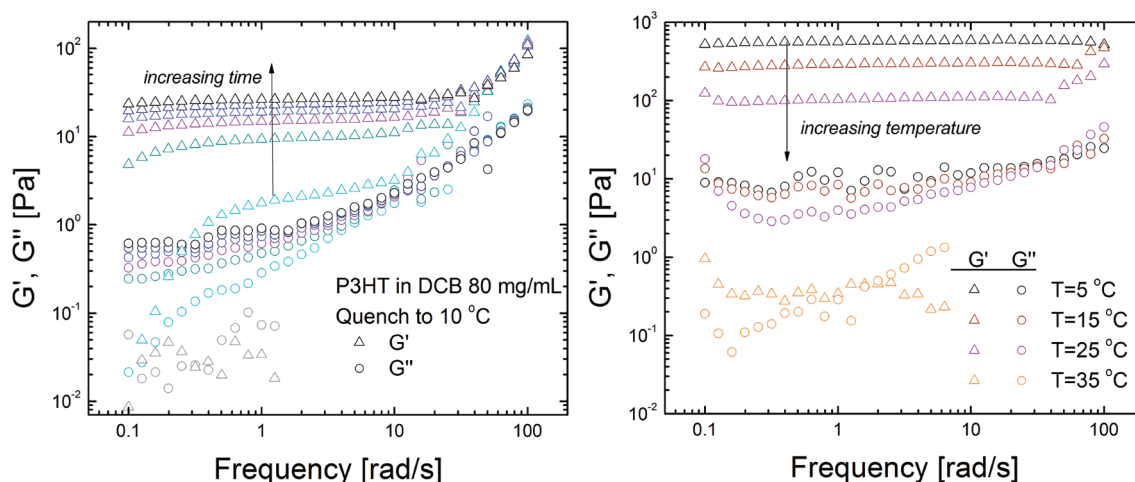 10²
10¹
10⁰
10⁻¹
10⁻²
G', G" [Pa]
increasing time
P3HT in DCB 80 mg/mL
Quench to 10 °C
G'
G"
0.1 1 10 100
Frequency [rad/s]
10³
10²
10¹
10⁰
10⁻¹
10⁻²
G', G" [Pa]
increasing temperature
G' G"
T=5 °C
T=15 °C
T=25 °C
T=35 °C
0.1 1 10 100
Frequency [rad/s]